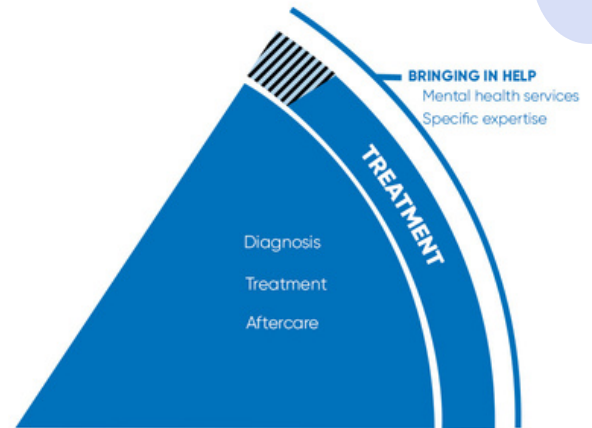 BRINGING IN HELP
Mental health services
Specific expertise
TREATMENT
Diagnosis
Treatment
Aftercare